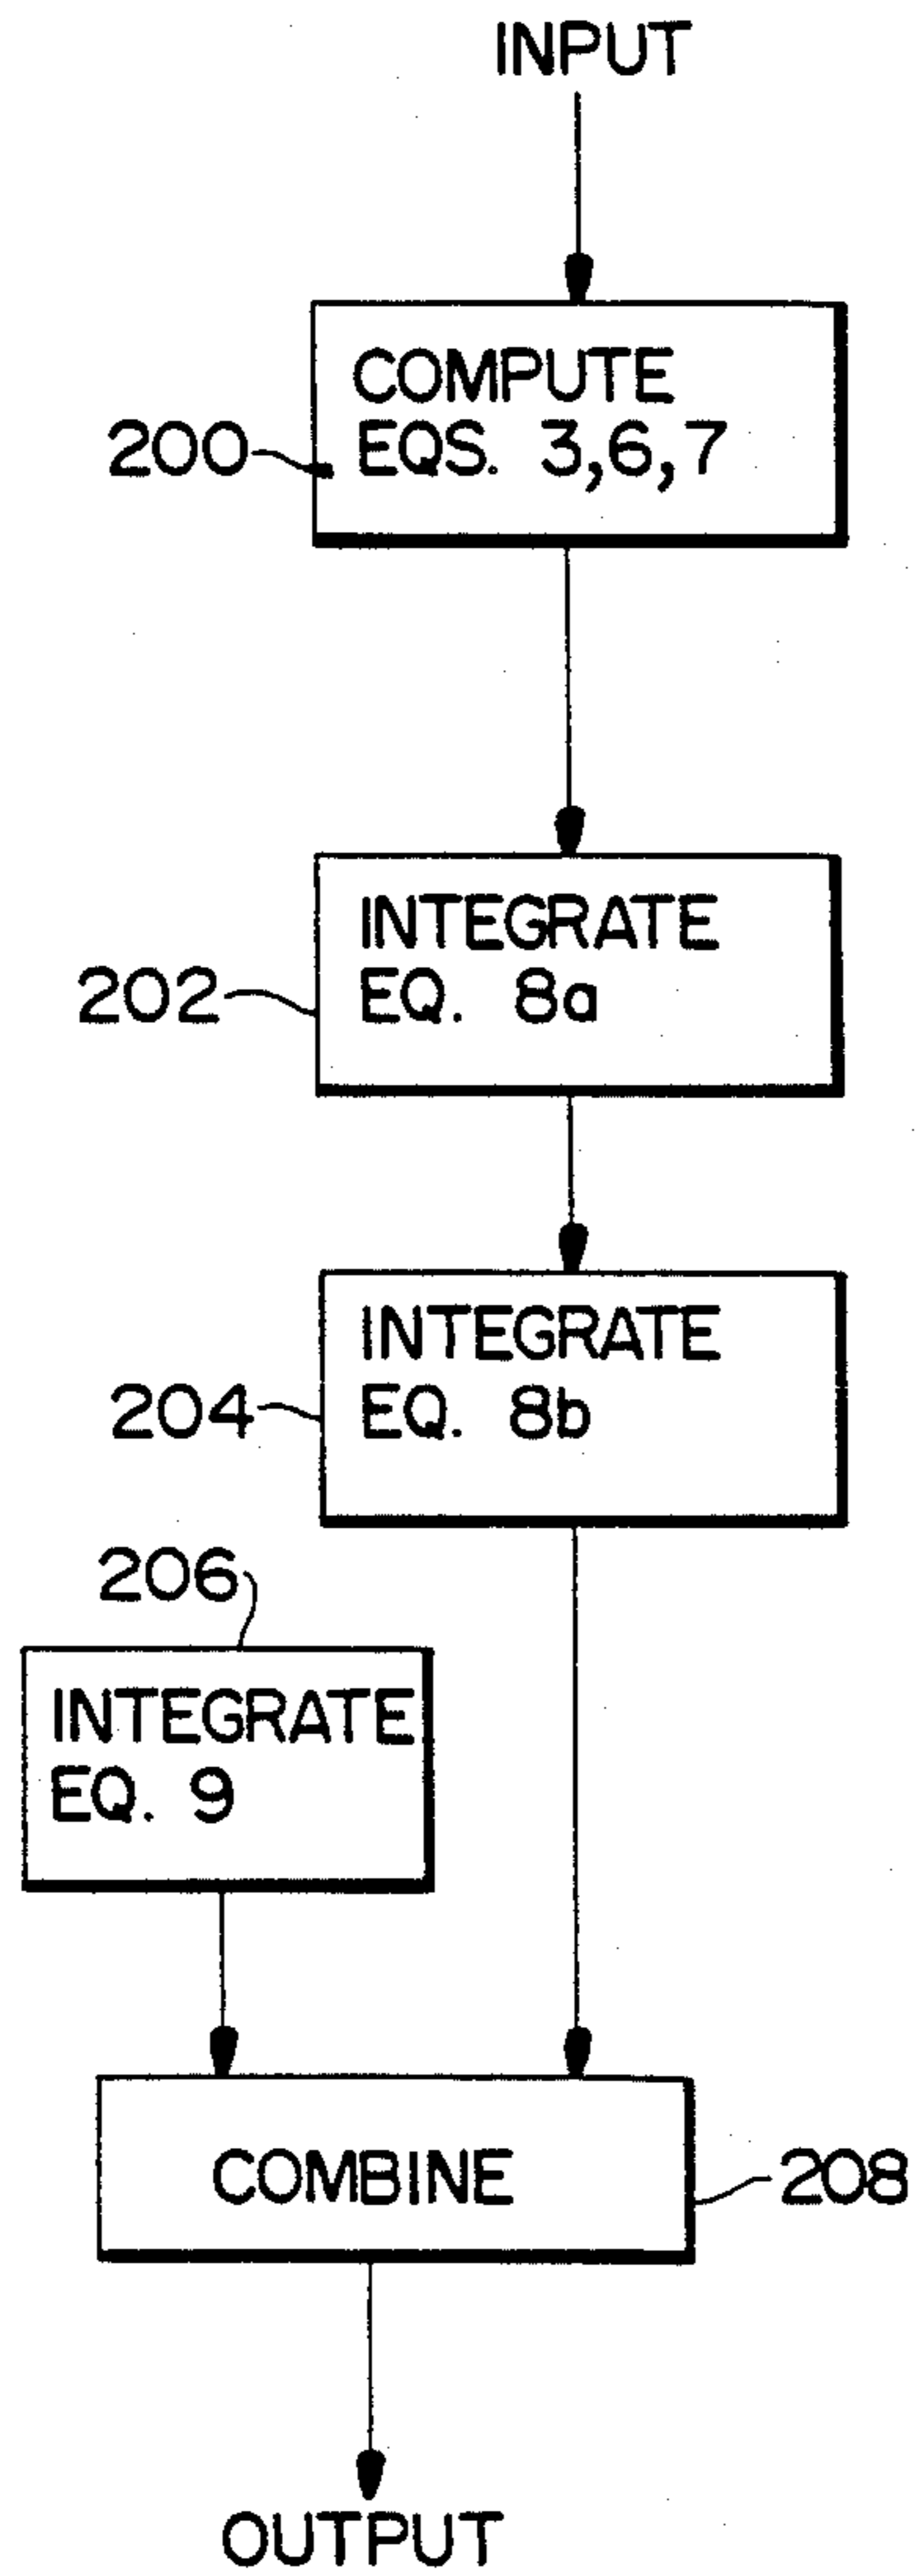 INPUT
COMPUTE
200 EQS. 3,6,7
INTEGRATE
202 EQ. 8a
INTEGRATE
204 EQ. 8b
206
INTEGRATE
EQ. 9
COMBINE 208
OUTPUT